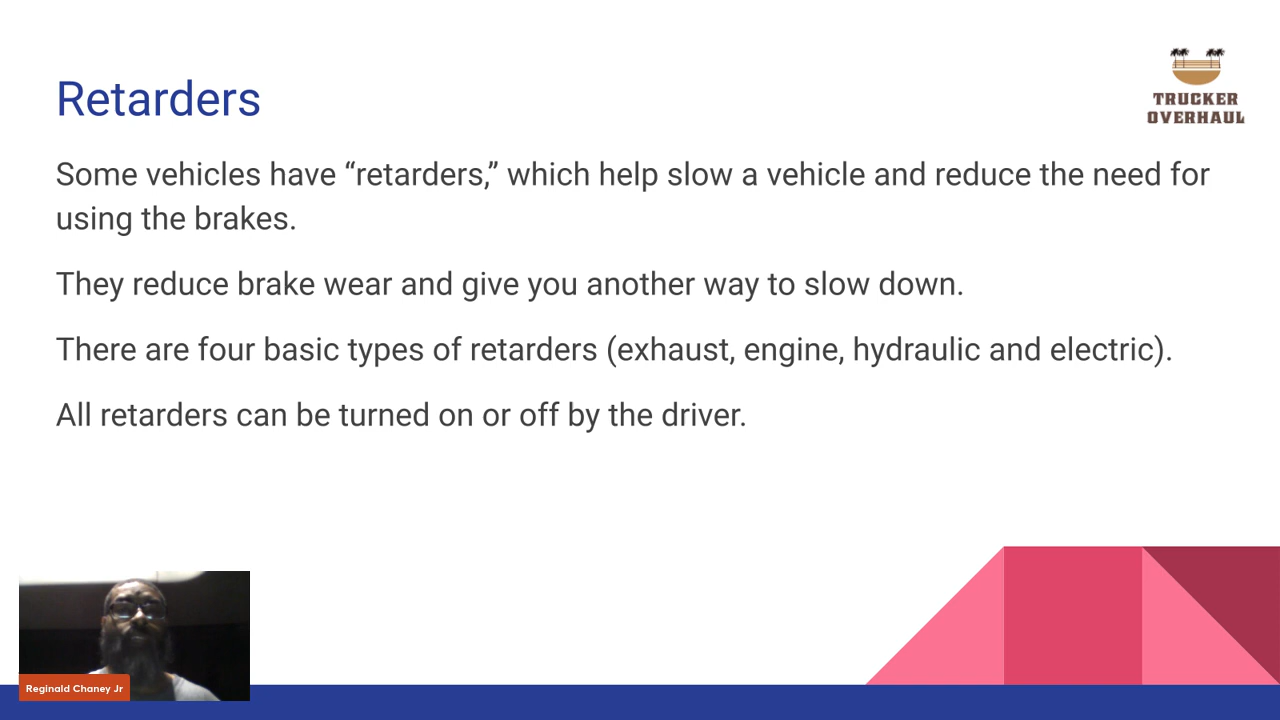 TRUCKER
OVERHAUL
Retarders
Some vehicles have “retarders,” which help slow a vehicle and reduce the need for
using the brakes.
They reduce brake wear and give you another way to slow down.
There are four basic types of retarders (exhaust, engine, hydraulic and electric).
All retarders can be turned on or off by the driver.
Reginald Chaney Jr